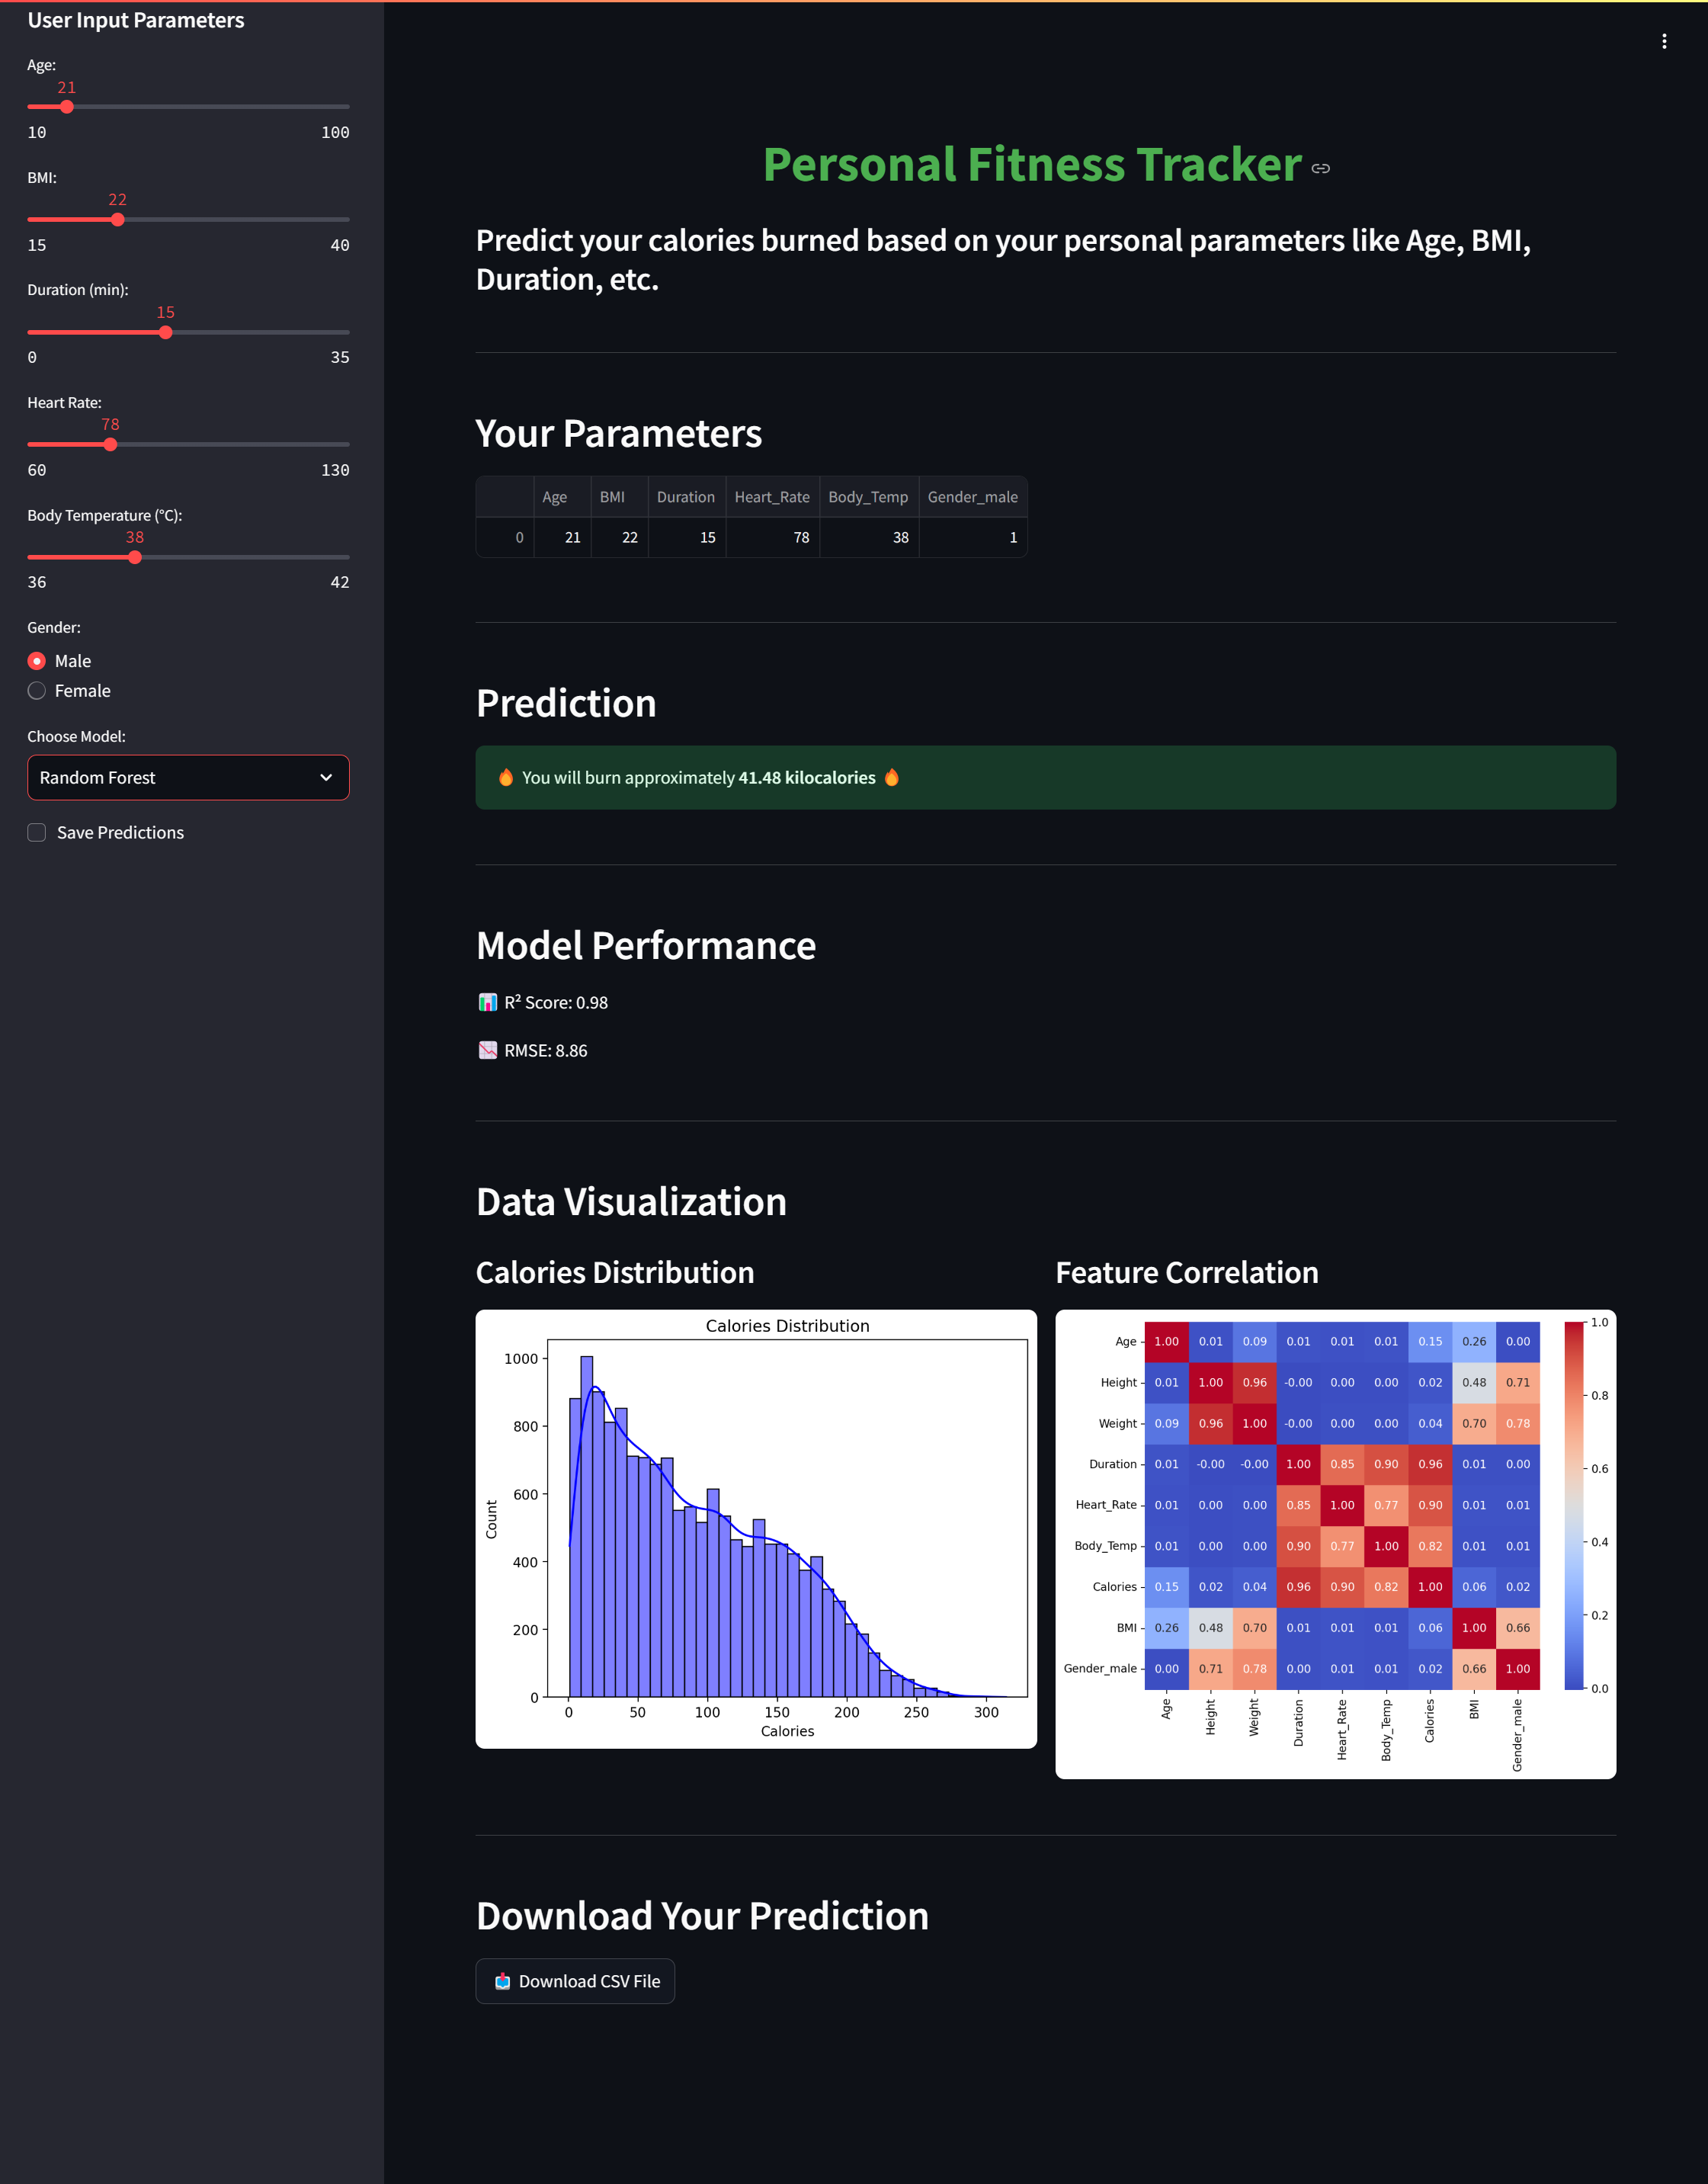 User Input Parameters
Age:
21
10 100
BMI:
22
15 40
Duration (min):
15
0 35
Heart Rate:
78
60 130
Body Temperature (°C):
38
36 42
Gender:
Male
Female
Choose Model:
Random Forest
Save Predictions
Personal Fitness Tracker
Predict your calories burned based on your personal parameters like Age, BMI,
Duration, etc.
Your Parameters
Age BMI Duration Heart_Rate Body_Temp Gender_male
0 21 22 15 78 38 1
Prediction
🔥 You will burn approximately 41.48 kilocalories 🔥
Model Performance
📊 R² Score: 0.98
📉 RMSE: 8.86
Data Visualization
Calories Distribution
Calories Distribution
1000
800
600
400
200
0
Count
0 50 100 150 200 250 300
Calories
Feature Correlation
Age 1.00 0.01 0.09 0.01 0.01 0.01 0.15 0.26 0.00
Height 0.01 1.00 0.96 -0.00 0.00 0.00 0.02 0.48 0.71
Weight 0.09 0.96 1.00 -0.00 0.00 0.00 0.04 0.70 0.78
Duration 0.01 -0.00 -0.00 1.00 0.85 0.90 0.96 0.01 0.00
Heart_Rate 0.01 0.00 0.00 0.85 1.00 0.77 0.90 0.01 0.01
Body_Temp 0.01 0.00 0.00 0.90 0.77 1.00 0.82 0.01 0.01
Calories 0.15 0.02 0.04 0.96 0.90 0.82 1.00 0.06 0.02
BMI 0.26 0.48 0.70 0.01 0.01 0.01 0.06 1.00 0.66
Gender_male 0.00 0.71 0.78 0.00 0.01 0.01 0.02 0.66 1.00
Age Height Weight Duration Heart_Rate Body_Temp Calories BMI Gender_male
1.0
0.8
0.6
0.4
0.2
0.0
Download Your Prediction
📥 Download CSV File